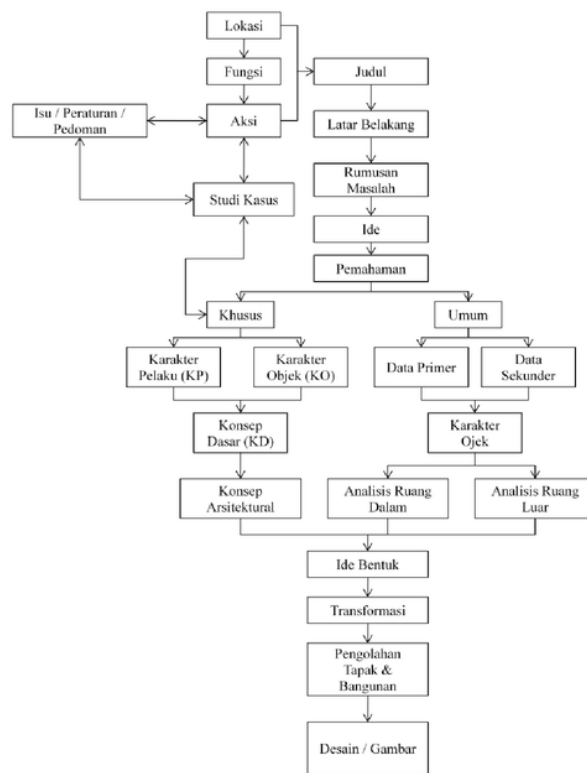 Lokasi
Fungsi
Judul
Isu / Peraturan /
Pedoman
Aksi
Latar Belakang
Studi Kasus
Rumusan
Masalah
Ide
Pemahaman
Khusus
Umum
Karakter
Pelaku (KP)
Karakter
Objek (KO)
Data Primer
Data
Sekunder
Konsep
Dasar (KD)
Karakter
Ojek
Konsep
Arsitektural
Analisis Ruang
Dalam
Analisis Ruang
Luar
Ide Bentuk
Transformasi
Pengolahan
Tapak &
Bangunan
Desain / Gambar